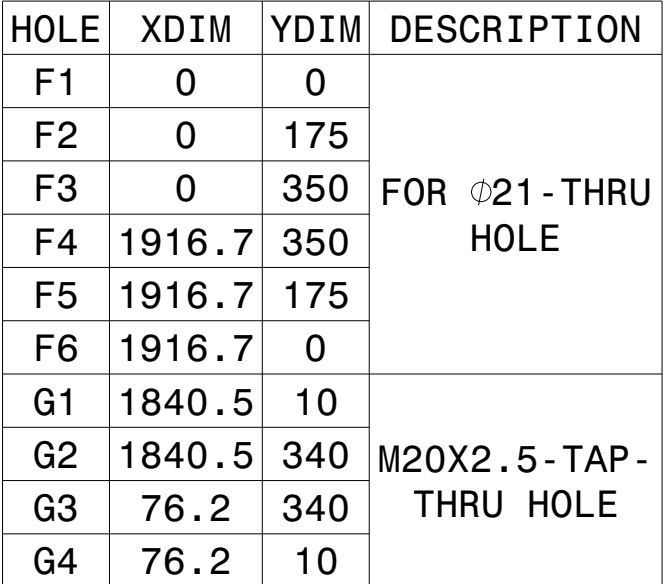 HOLE XDIM YDIM DESCRIPTION
F1 0 0
F2 0 175
F3 0 350
F4 1916.7 350
F5 1916.7 175
F6 1916.7 0
FOR ∅21-THRU
HOLE
G1 1840.5 10
G2 1840.5 340
G3 76.2 340
G4 76.2 10
M20X2.5-TAP-
THRU HOLE